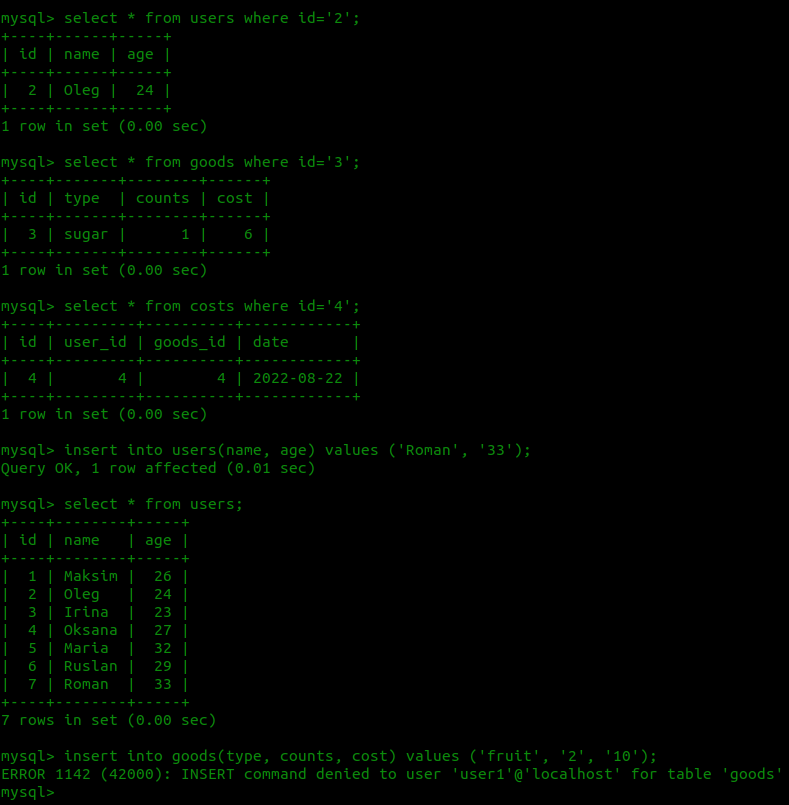 mysql> select * from users where id='2';
+----+------+-----+
| id | name | age |
+----+------+-----+
|  2 | Oleg |  24 |
+----+------+-----+
1 row in set (0.00 sec)

mysql> select * from goods where id='3';
+----+-------+--------+------+
| id | type  | counts | cost |
+----+-------+--------+------+
|  3 | sugar |      1 |    6 |
+----+-------+--------+------+
1 row in set (0.00 sec)

mysql> select * from costs where id='4';
+----+---------+----------+------------+
| id | user_id | goods_id | date       |
+----+---------+----------+------------+
|  4 |       4 |        4 | 2022-08-22 |
+----+---------+----------+------------+
1 row in set (0.00 sec)

mysql> insert into users(name, age) values ('Roman', '33');
Query OK, 1 row affected (0.01 sec)

mysql> select * from users;
+----+--------+-----+
| id | name   | age |
+----+--------+-----+
|  1 | Maksim |  26 |
|  2 | Oleg   |  24 |
|  3 | Irina  |  23 |
|  4 | Oksana |  27 |
|  5 | Maria  |  32 |
|  6 | Ruslan |  29 |
|  7 | Roman  |  33 |
+----+--------+-----+
7 rows in set (0.00 sec)

mysql> insert into goods(type, counts, cost) values ('fruit', '2', '10');
ERROR 1142 (42000): INSERT command denied to user 'user1'@'localhost' for table 'goods'
mysql>